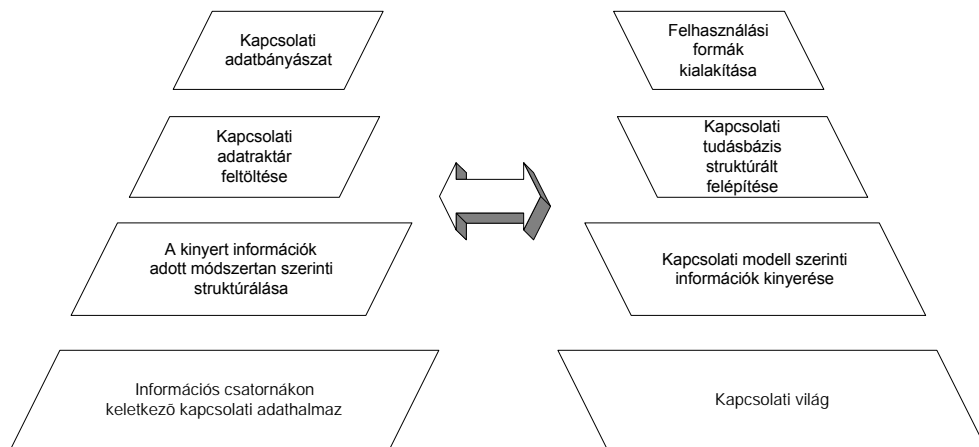 Kapcsolati
adatbányászat
Kapcsolati
adatraktár
feltöltése
A kinyert információk
adott módszertan szerinti
struktúrálása
Információs csatornákon
keletkezõ kapcsolati adathalmaz
Felhasználási
formák
kialakítása
Kapcsolati
tudásbázis
struktúrált
felépítése
Kapcsolati modell szerinti
információk kinyerése
Kapcsolati világ